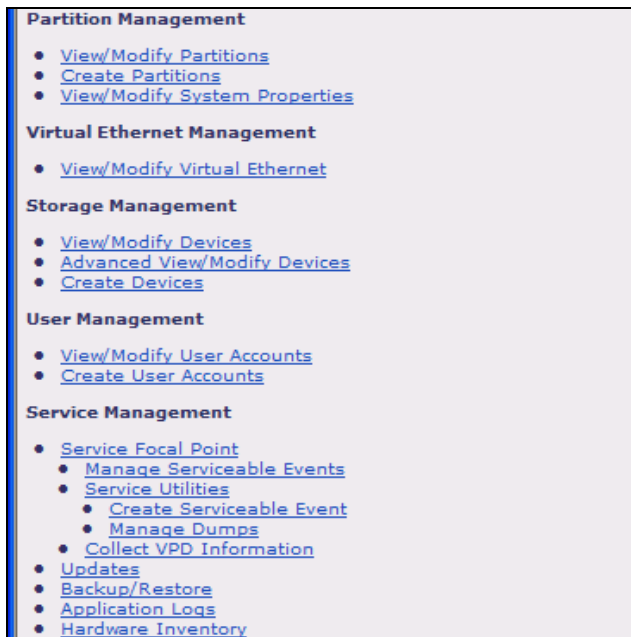 Partition Management
View/Modify Partitions
Create Partitions
View/Modify System Properties
Virtual Ethernet Management
View/Modify Virtual Ethernet
Storage Management
View/Modify Devices
Advanced View/Modify Devices
Create Devices
User Management
View/Modify User Accounts
Create User Accounts
Service Management
Service Focal Point
Manage Serviceable Events
Service Utilities
Create Serviceable Event
Manage Dumps
Collect VPD Information
Updates
Backup/Restore
Application Logs
Hardware Inventory